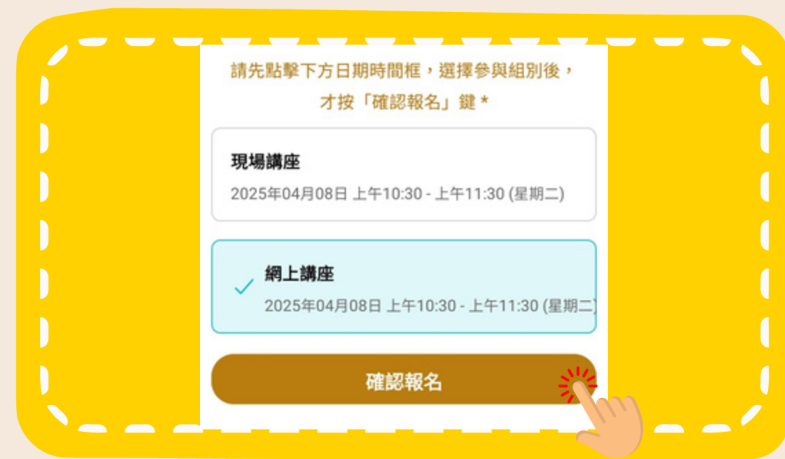 請先點擊下方日期時間框，選擇參與組別後，
才按「確認報名」鍵 *
現場講座
2025年04月08日 上午10:30 - 上午11:30 (星期二)
網上講座
2025年04月08日 上午10:30 - 上午11:30 (星期二)
確認報名